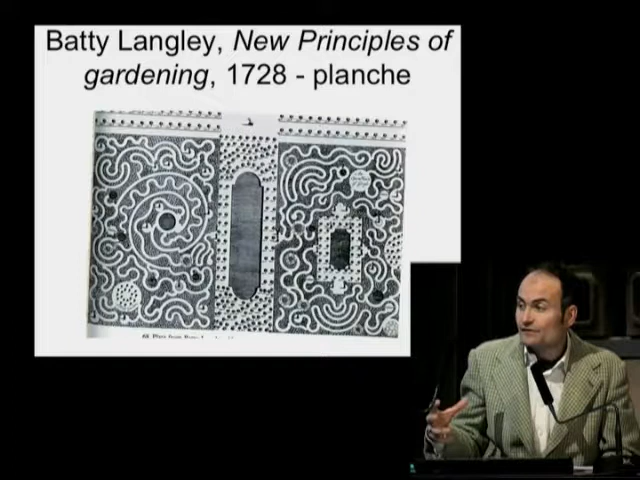 Batty Langley, New Principles of
gardening, 1728 - planche